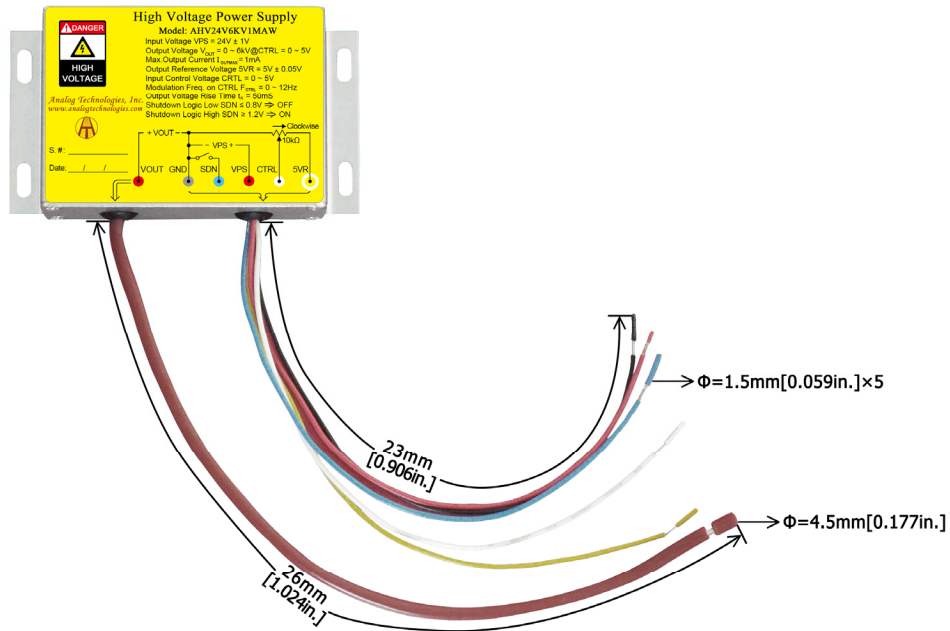 DANGER
HIGH
VOLTAGE
Analog Technologies, Inc.
www.analogtechnologies.com
AT
S. #:
Date: / /
High Voltage Power Supply
Model: AHV24V6KV1MAW
Input Voltage VPS = 24V ± 1V
Output Voltage VOUT = 0 ~ 6kV@CTRL = 0 ~ 5V
Max.Output Current IOUTMAX = 1mA
Output Reference Voltage 5VR = 5V ± 0.05V
Input Control Voltage CRTL = 0 ~ 5V
Modulation Freq. on CTRL FCTRL = 0 ~ 12Hz
Output Voltage Rise Time tr = 50mS
Shutdown Logic Low SDN ≤ 0.8V ⇒ OFF
Shutdown Logic High SDN ≥ 1.2V ⇒ ON
Clockwise
+ VOUT −
10kΩ
− VPS +
VOUT GND SDN VPS CTRL 5VR
Φ=1.5mm[0.059in.]×5
23mm
[0.906in.]
Φ=4.5mm[0.177in.]
26mm
[1.024in.]